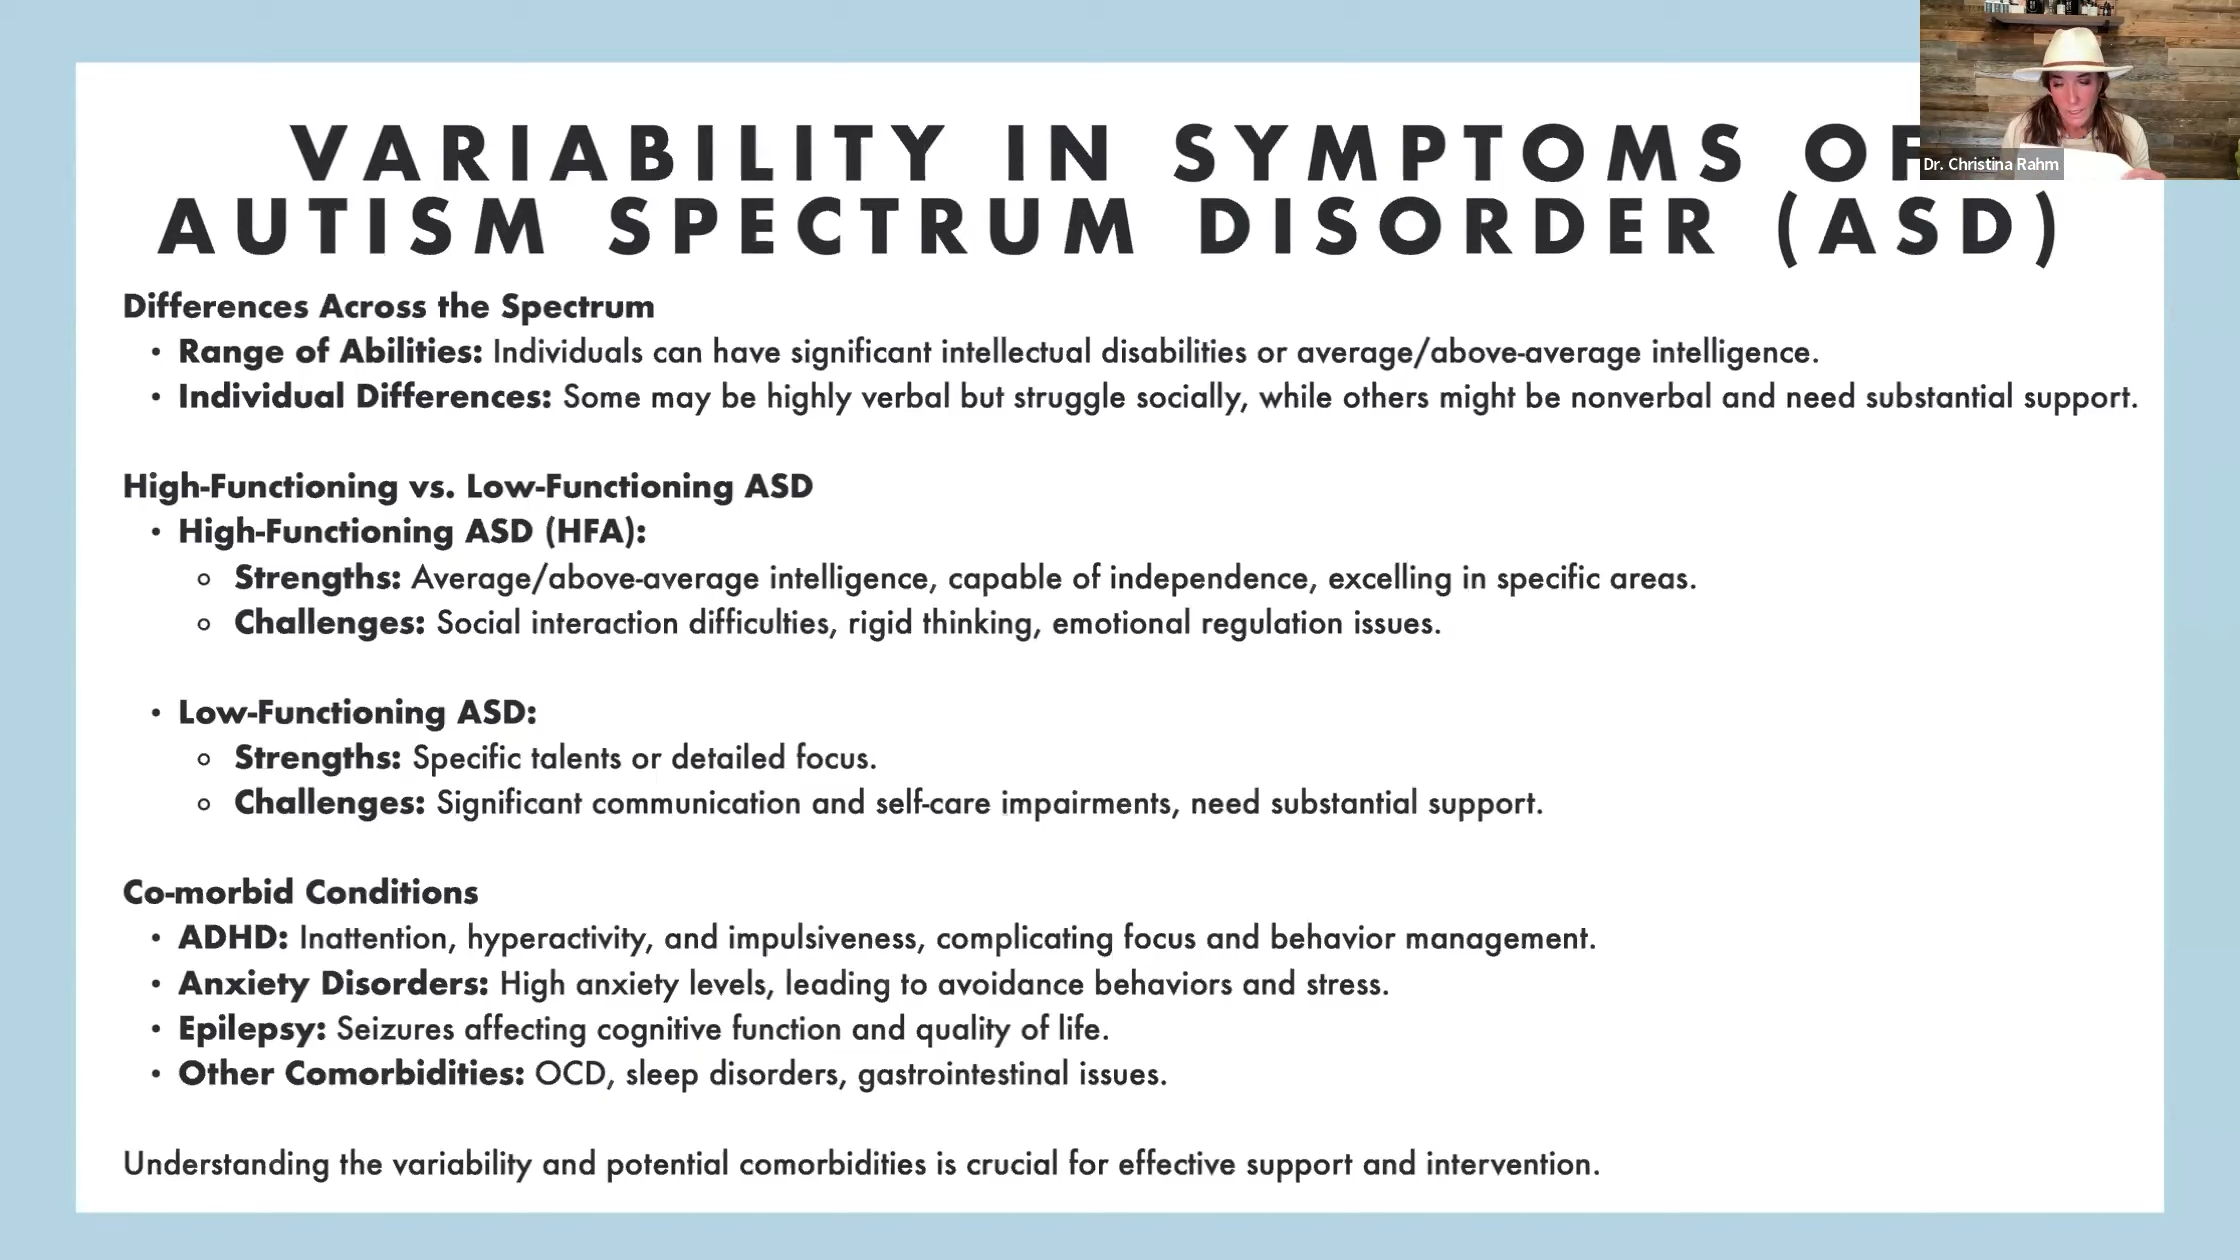 VARIABILITY IN SYMPTOMS OF
AUTISM SPECTRUM DISORDER (ASD)
Dr. Christina Rahm
Differences Across the Spectrum
• Range of Abilities: Individuals can have significant intellectual disabilities or average/above-average intelligence.
• Individual Differences: Some may be highly verbal but struggle socially, while others might be nonverbal and need substantial support.
High-Functioning vs. Low-Functioning ASD
• High-Functioning ASD (HFA):
○ Strengths: Average/above-average intelligence, capable of independence, excelling in specific areas.
○ Challenges: Social interaction difficulties, rigid thinking, emotional regulation issues.
• Low-Functioning ASD:
○ Strengths: Specific talents or detailed focus.
○ Challenges: Significant communication and self-care impairments, need substantial support.
Co-morbid Conditions
• ADHD: Inattention, hyperactivity, and impulsiveness, complicating focus and behavior management.
• Anxiety Disorders: High anxiety levels, leading to avoidance behaviors and stress.
• Epilepsy: Seizures affecting cognitive function and quality of life.
• Other Comorbidities: OCD, sleep disorders, gastrointestinal issues.
Understanding the variability and potential comorbidities is crucial for effective support and intervention.